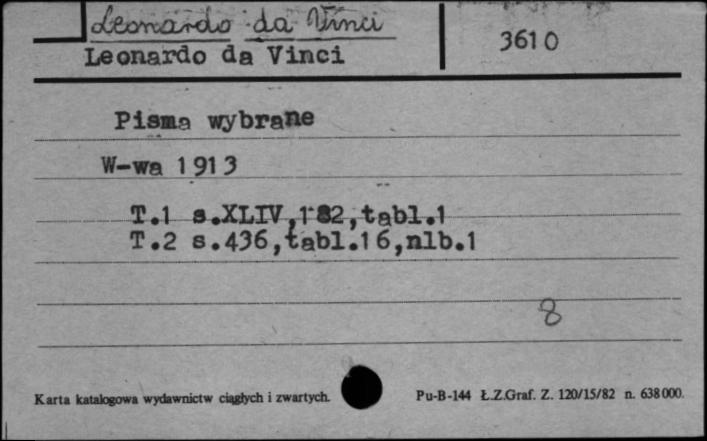 Leonardo da Vinci
3610
Leonardo da Vinci
Pisma wybrane
W-wa 1913
T.1 s.XLIV,182,tabl.1
T.2 s.436,tabl.16,nlb.1
8
Karta katalogowa wydawnictw ciągłych i zwartych.
Pu-B-144 Ł.Z.Graf. Z. 120/15/82 n. 638000.